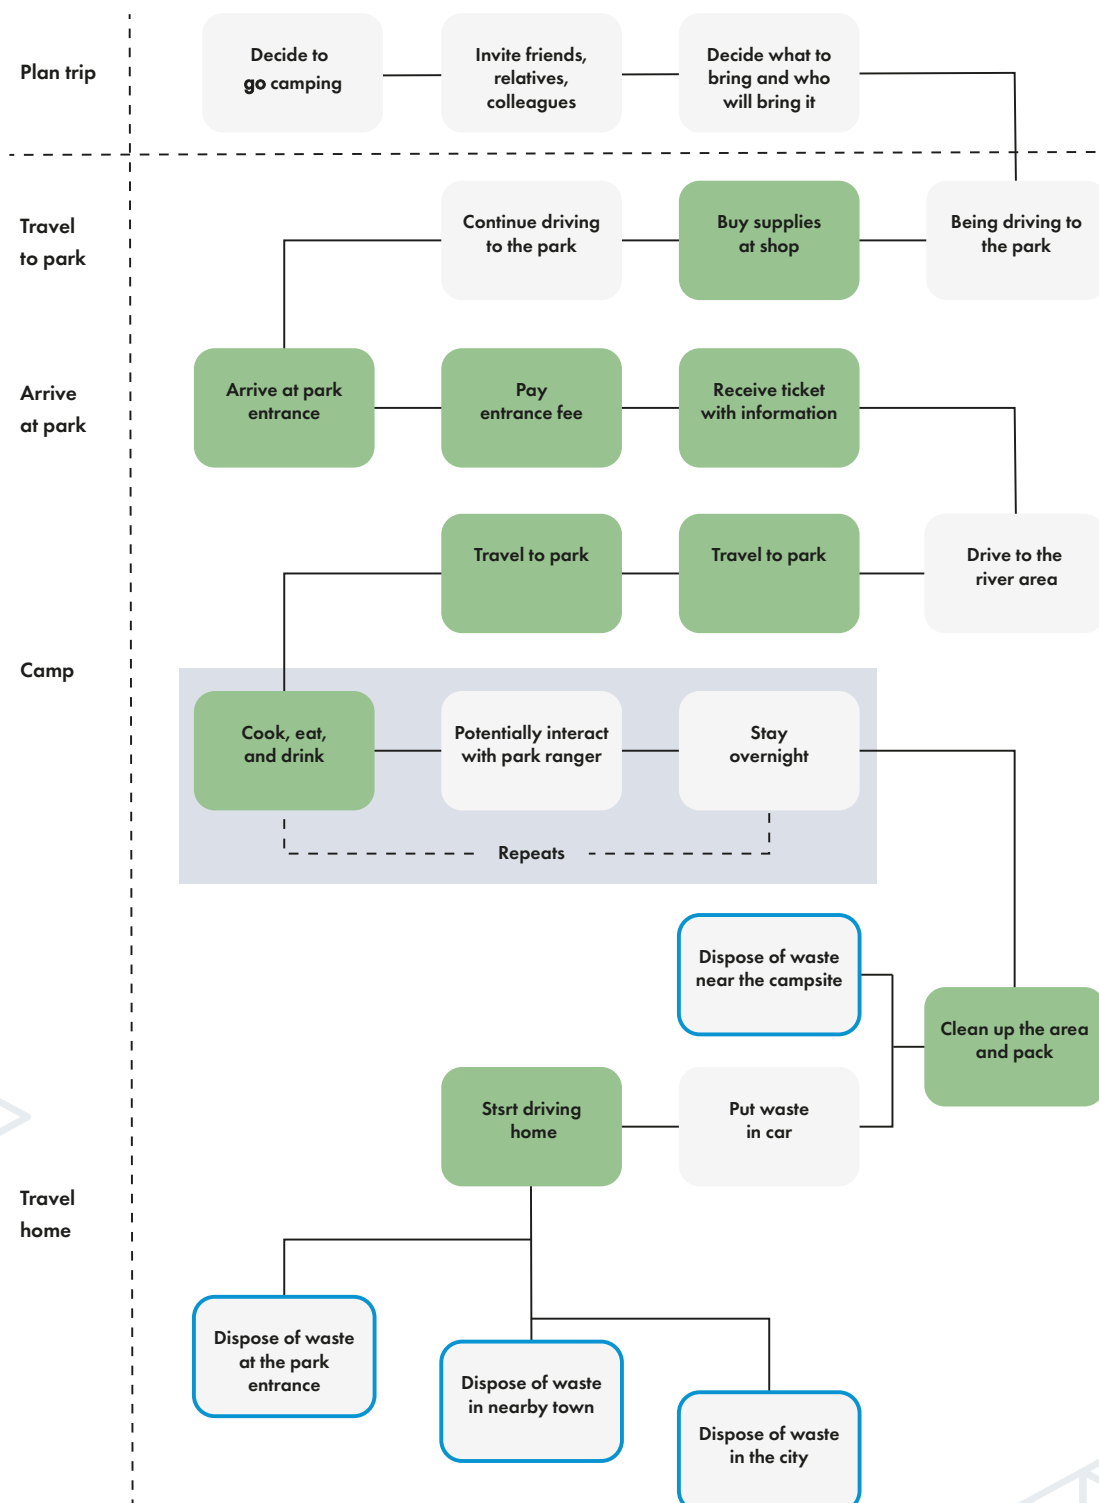 Plan trip
Decide to
go camping
Invite friends,
relatives,
colleagues
Decide what to
bring and who
will bring it
Travel
to park
Continue driving
to the park
Buy supplies
at shop
Being driving to
the park
Arrive
at park
Arrive at park
entrance
Pay
entrance fee
Receive ticket
with information
Travel to park
Travel to park
Drive to the
river area
Camp
Cook, eat,
and drink
Potentially interact
with park ranger
Stay
overnight
Repeats
Dispose of waste
near the campsite
Clean up the area
and pack
Stsrt driving
home
Put waste
in car
Travel
home
Dispose of waste
at the park
entrance
Dispose of waste
in nearby town
Dispose of waste
in the city